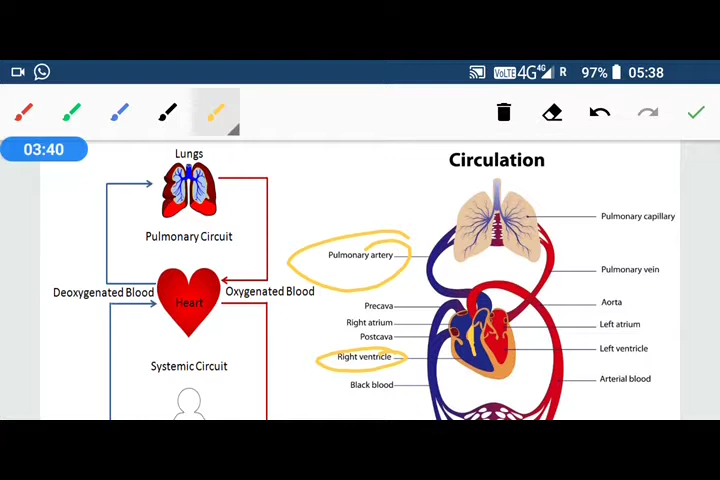 VoLTE 4G 4G R 97% 05:38
03:40
Lungs
Pulmonary Circuit
Deoxygenated Blood
Heart
Oxygenated Blood
Systemic Circuit
Circulation
Pulmonary capillary
Pulmonary artery
Pulmonary vein
Precava
Aorta
Right atrium
Left atrium
Postcava
Left ventricle
Right ventricle
Arterial blood
Black blood